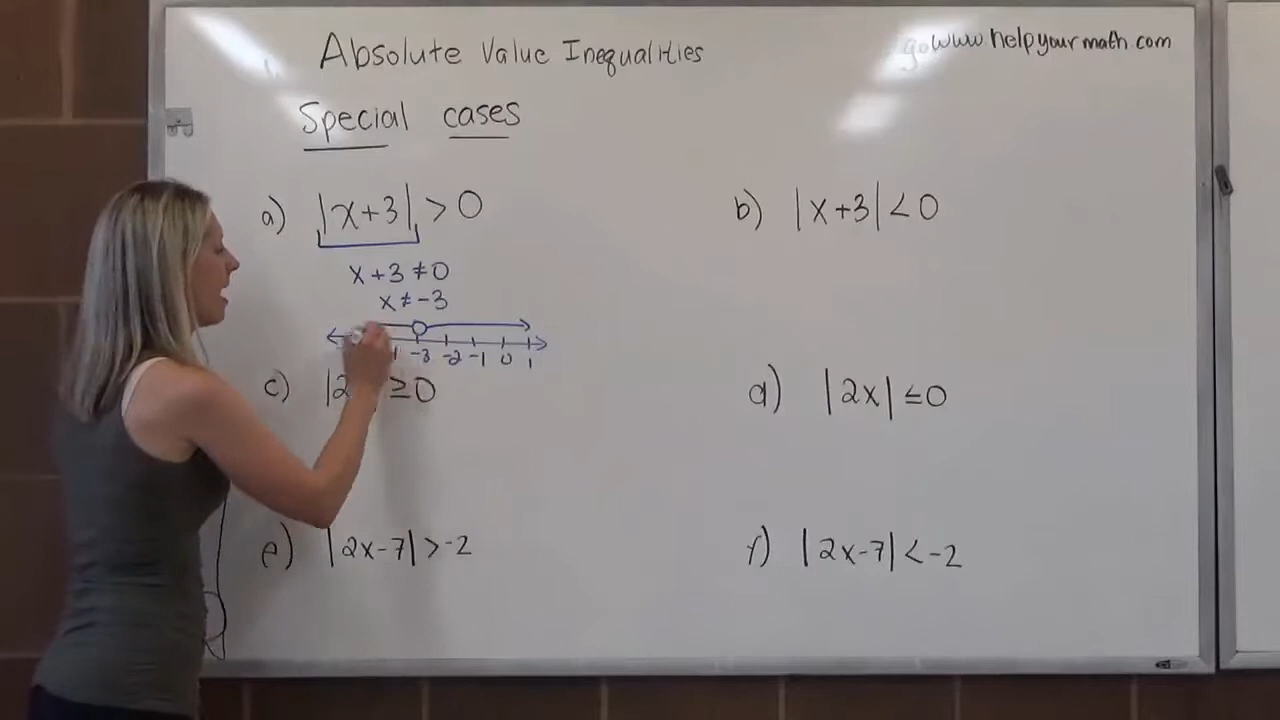 Absolute Value Inequalities
go www.helpyourmath.com
Special cases
a) |x+3| > 0
x+3 ≠ 0
x ≠ -3
-3 -2 -1 0 1
b) |x+3| < 0
c) |2 ≥ 0
d) |2x| ≤ 0
e) |2x-7| > -2
f) |2x-7| < -2